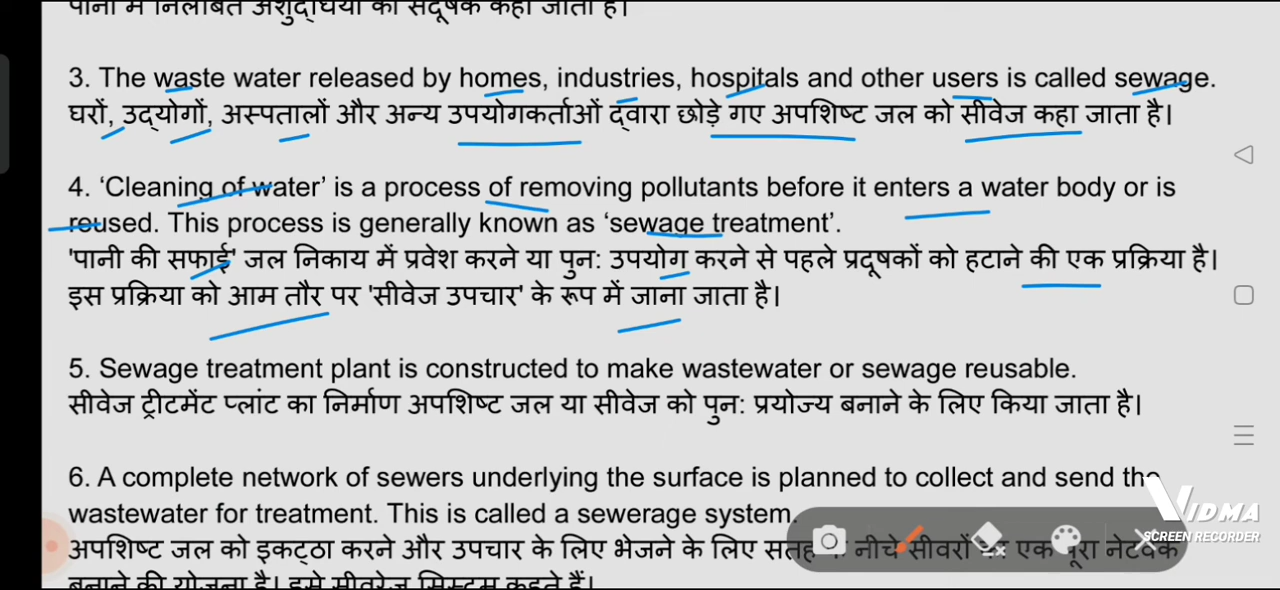 पानी में निलंबित अशुद्धियों को संदूषक कहा जाता है।
3. The waste water released by homes, industries, hospitals and other users is called sewage.
घरों, उद्योगों, अस्पतालों और अन्य उपयोगकर्ताओं द्वारा छोड़े गए अपशिष्ट जल को सीवेज कहा जाता है।
4. ‘Cleaning of water’ is a process of removing pollutants before it enters a water body or is
reused. This process is generally known as ‘sewage treatment’.
'पानी की सफाई' जल निकाय में प्रवेश करने या पुन: उपयोग करने से पहले प्रदूषकों को हटाने की एक प्रक्रिया है।
इस प्रक्रिया को आम तौर पर 'सीवेज उपचार' के रूप में जाना जाता है।
5. Sewage treatment plant is constructed to make wastewater or sewage reusable.
सीवेज ट्रीटमेंट प्लांट का निर्माण अपशिष्ट जल या सीवेज को पुन: प्रयोज्य बनाने के लिए किया जाता है।
6. A complete network of sewers underlying the surface is planned to collect and send the
wastewater for treatment. This is called a sewerage system.
अपशिष्ट जल को इकट्ठा करने और उपचार के लिए भेजने के लिए सतह के नीचे सीवरों का एक पूरा नेटवर्क
बनाने की योजना है। इसे सीवरेज सिस्टम कहते हैं।
VIDMA
SCREEN RECORDER